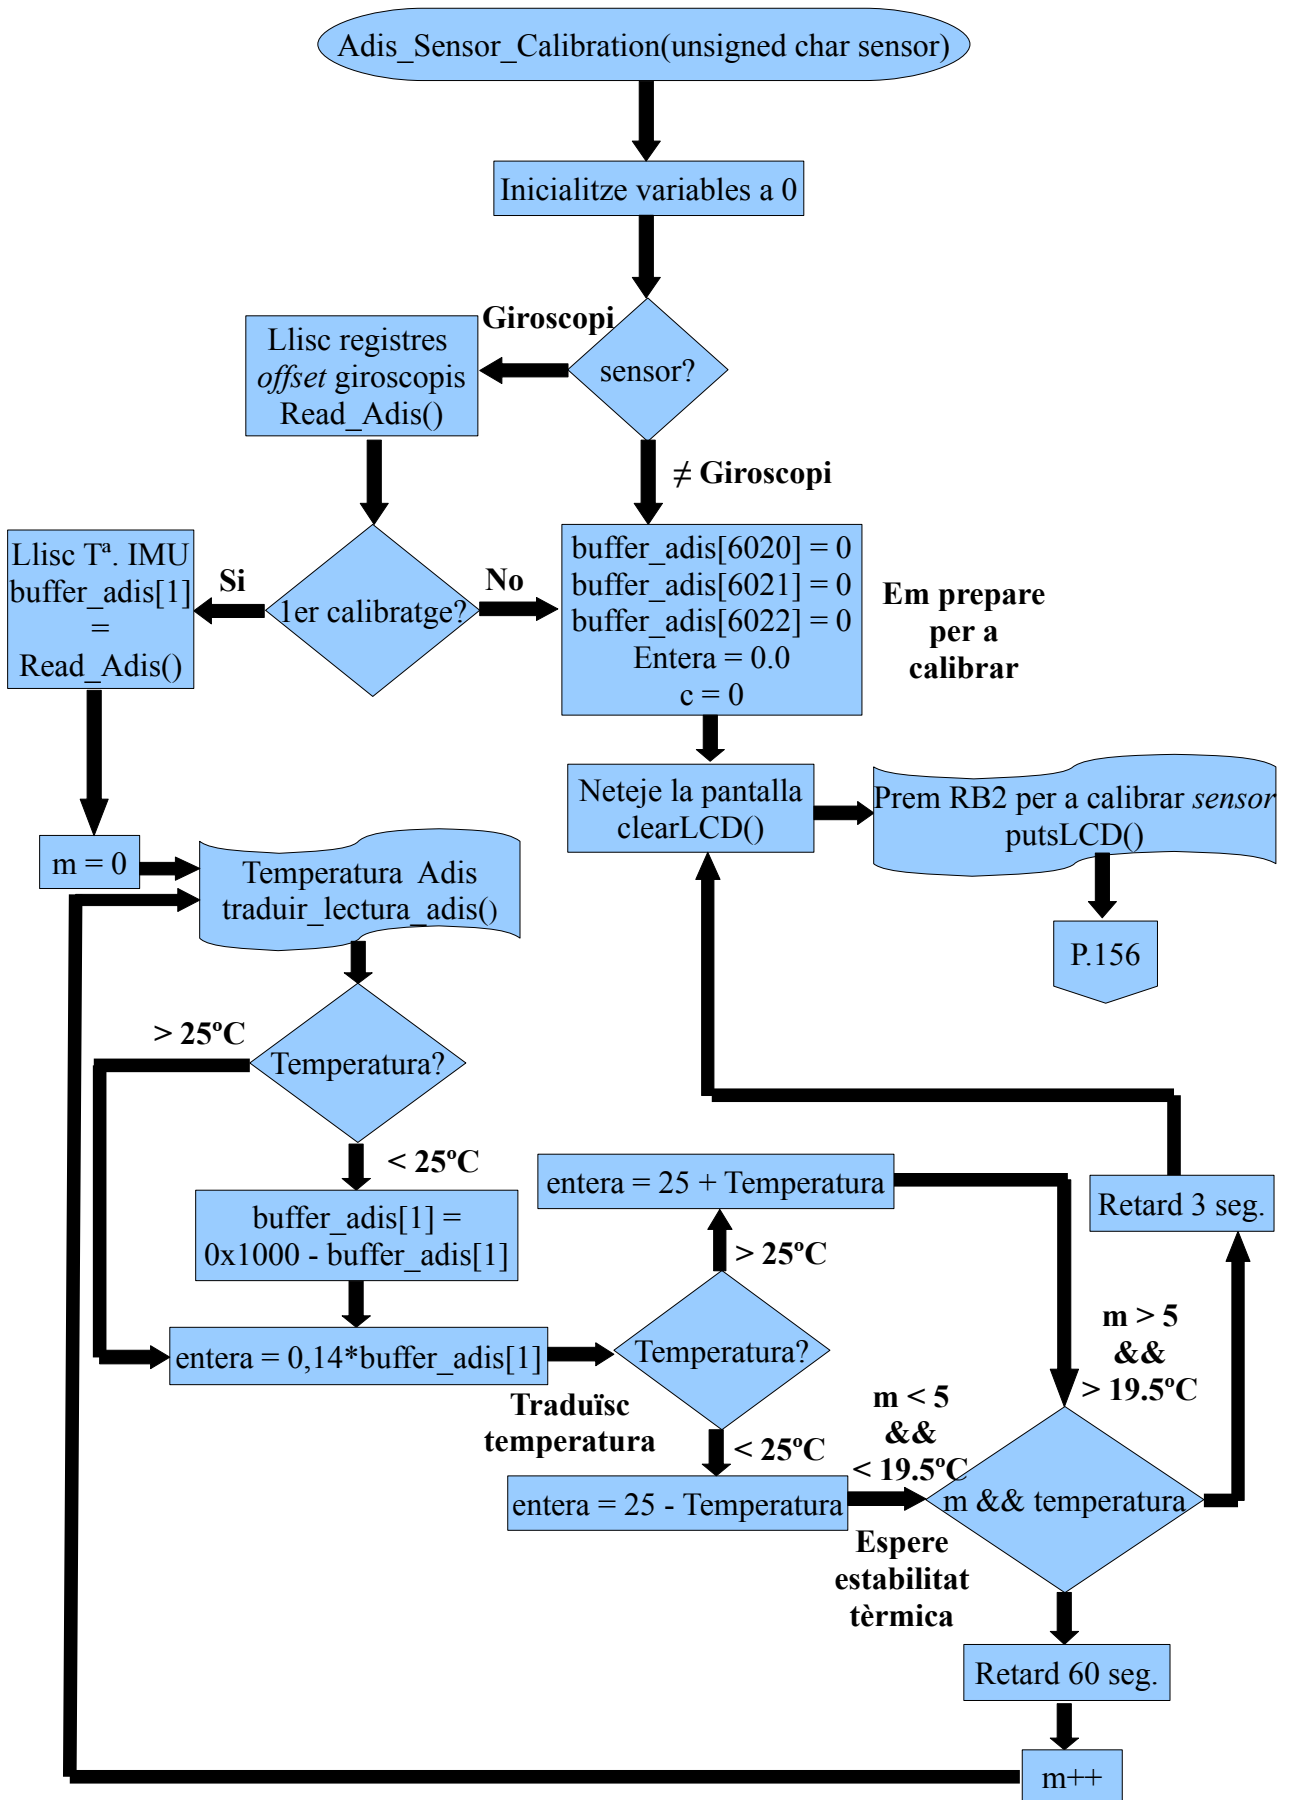 Adis_Sensor_Calibration(unsigned char sensor)
Inicialitze variables a 0
Giroscopi
sensor?
Llisc registres
offset giroscopis
Read_Adis()
≠ Giroscopi
Llisc Tª. IMU
buffer_adis[1]
=
Read_Adis()
Si
1er calibratge?
No
buffer_adis[6020] = 0
buffer_adis[6021] = 0
buffer_adis[6022] = 0
Entera = 0.0
c = 0
Em prepare
per a
calibrar
Neteje la pantalla
clearLCD()
Prem RB2 per a calibrar sensor
putsLCD()
P.156
m = 0
Temperatura Adis
traduir_lectura_adis()
> 25ºC
Temperatura?
< 25ºC
buffer_adis[1] =
0x1000 - buffer_adis[1]
entera = 0,14*buffer_adis[1]
Traduïsc
temperatura
entera = 25 + Temperatura
> 25ºC
Temperatura?
< 25ºC
entera = 25 - Temperatura
Retard 3 seg.
m > 5
&&
> 19.5ºC
m < 5
&&
< 19.5ºC
m && temperatura
Espere
estabilitat
tèrmica
Retard 60 seg.
m++